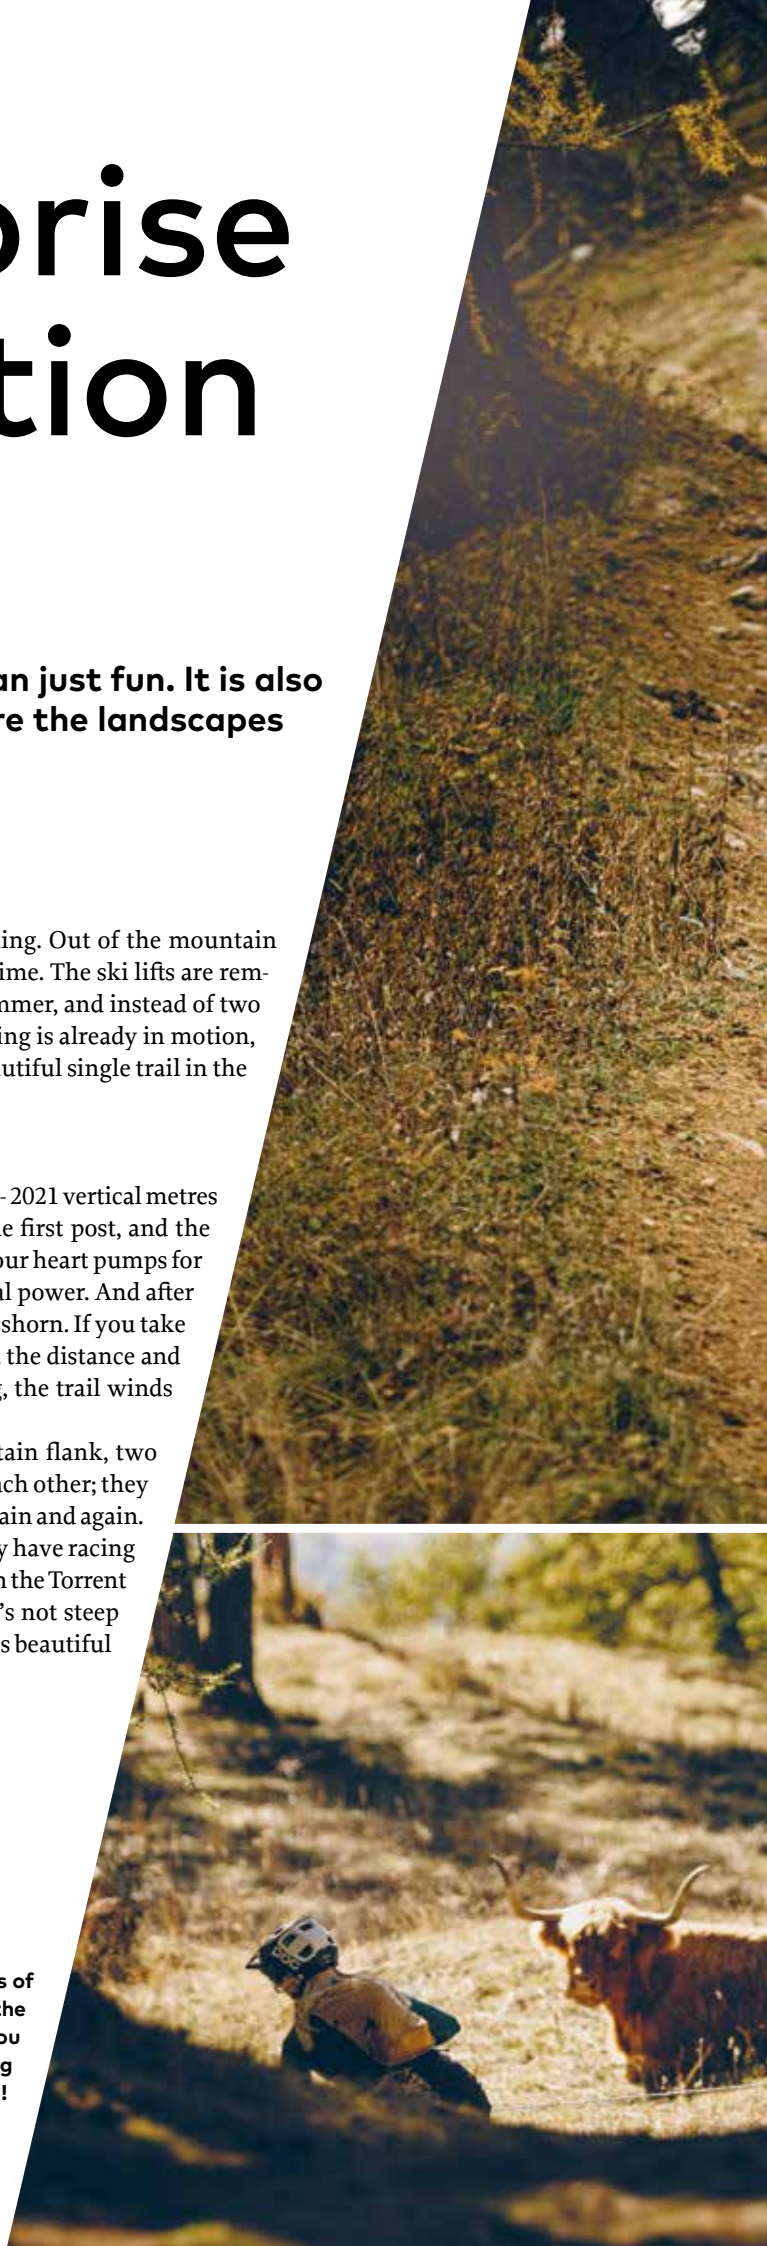 prise
tion
an just fun. It is also
re the landscapes
ing. Out of the mountain
ime. The ski lifts are rem-
mmer, and instead of two
ing is already in motion,
utiful single trail in the
- 2021 vertical metres
e first post, and the
our heart pumps for
al power. And after
shorn. If you take
the distance and
, the trail winds
tain flank, two
ach other; they
ain and again.
y have racing
n the Torrent
’s not steep
s beautiful
s of
the
ou
g
!